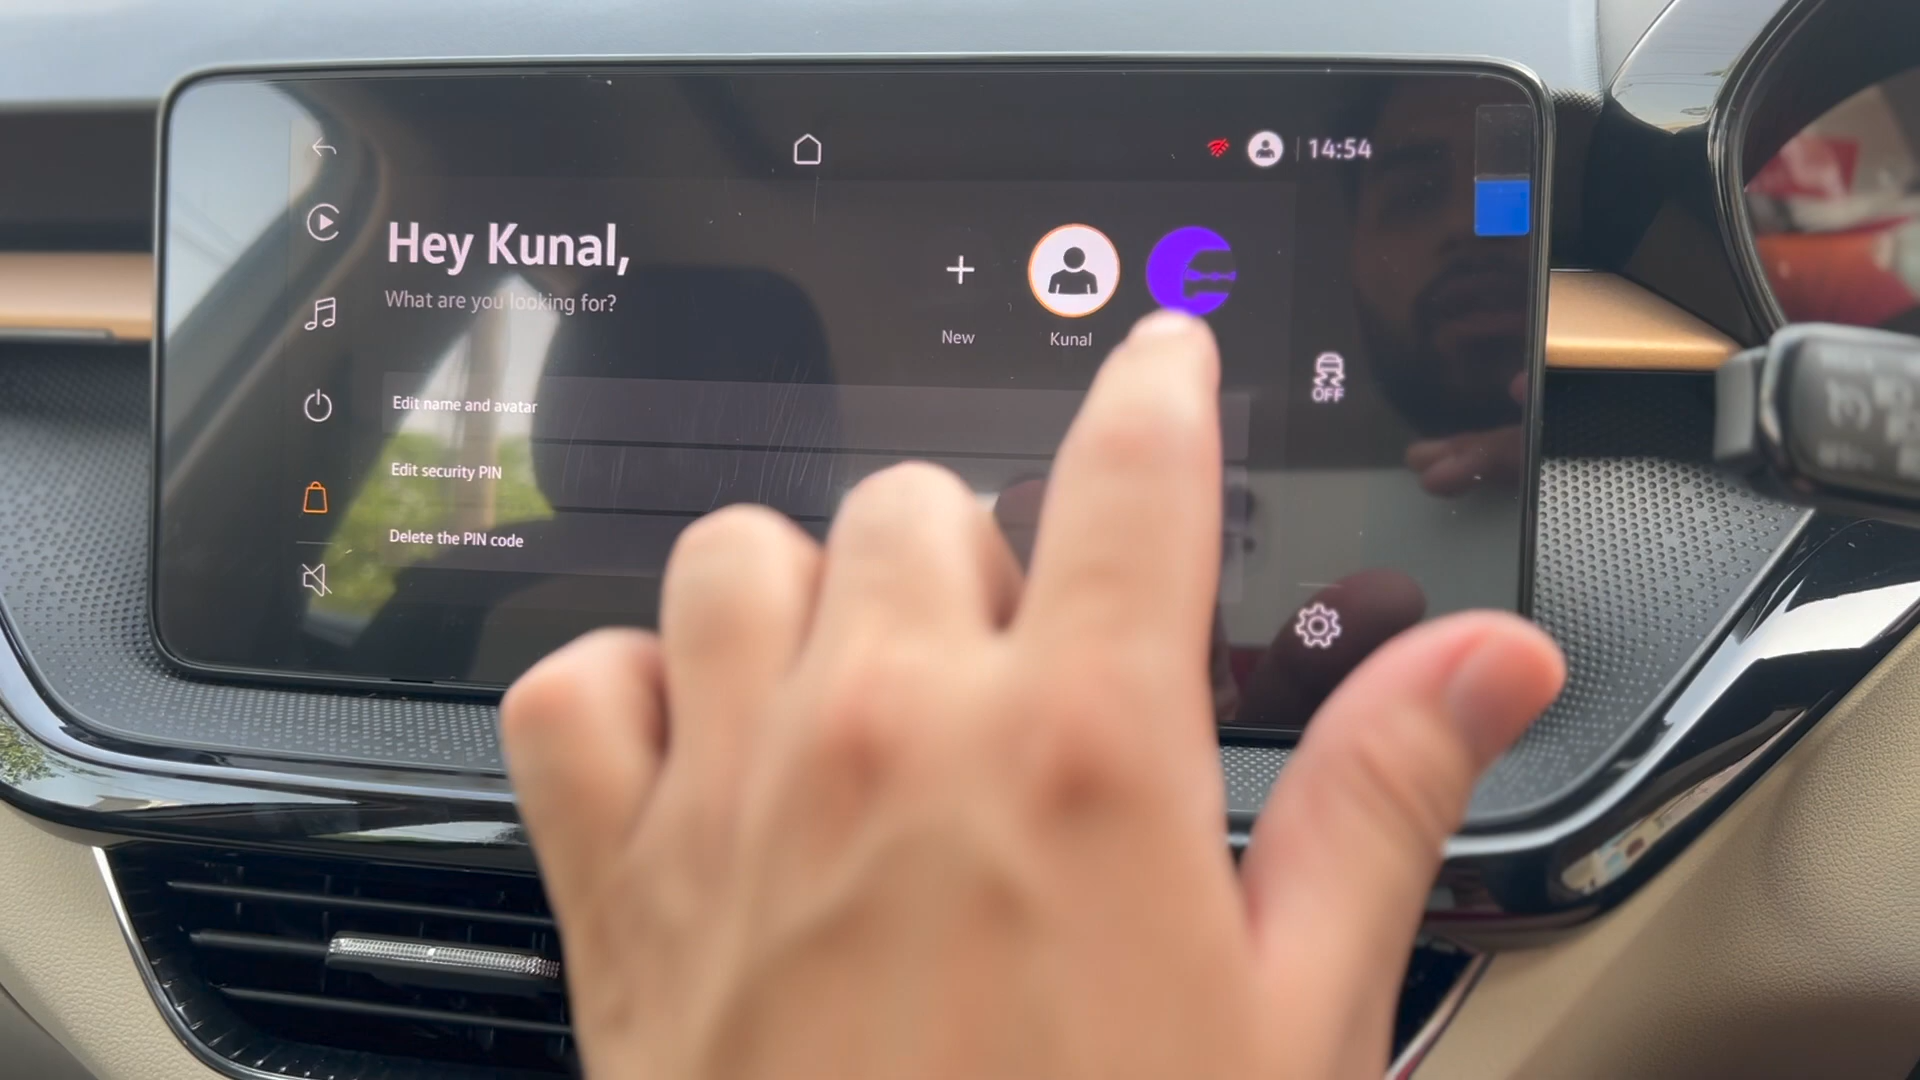 14:54
Hey Kunal,
What are you looking for?
New
Kunal
OFF
Edit name and avatar
Edit security PIN
Delete the PIN code